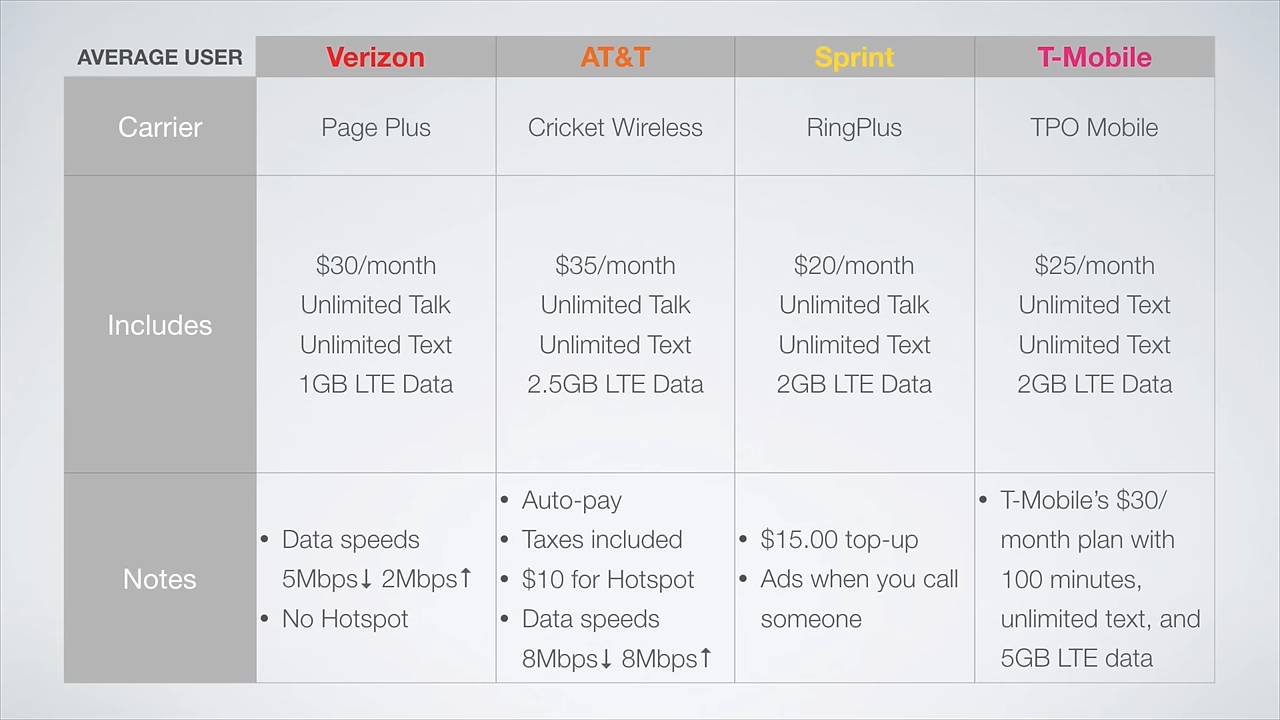 AVERAGE USER
Verizon
AT&T
Sprint
T-Mobile
Carrier
Page Plus
Cricket Wireless
RingPlus
TPO Mobile
Includes
$30/month
Unlimited Talk
Unlimited Text
1GB LTE Data
$35/month
Unlimited Talk
Unlimited Text
2.5GB LTE Data
$20/month
Unlimited Talk
Unlimited Text
2GB LTE Data
$25/month
Unlimited Text
Unlimited Text
2GB LTE Data
Notes
• Data speeds
5Mbps↓ 2Mbps↑
• No Hotspot
• Auto-pay
• Taxes included
• $10 for Hotspot
• Data speeds
8Mbps↓ 8Mbps↑
• $15.00 top-up
• Ads when you call
someone
• T-Mobile’s $30/
month plan with
100 minutes,
unlimited text, and
5GB LTE data